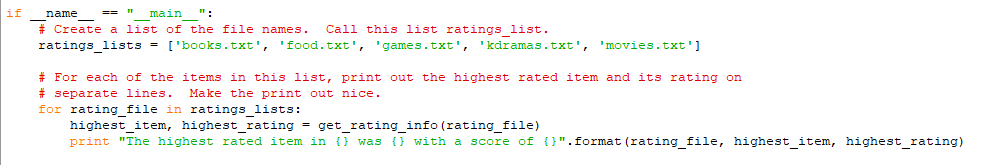 if __name__ == "__main__":
    # Create a list of the file names.  Call this list ratings_list.
    ratings_lists = ['books.txt', 'food.txt', 'games.txt', 'kdramas.txt', 'movies.txt']
    # For each of the items in this list, print out the highest rated item and its rating on
    # separate lines.  Make the print out nice.
    for rating_file in ratings_lists:
        highest_item, highest_rating = get_rating_info(rating_file)
        print "The highest rated item in {} was {} with a score of {}".format(rating_file, highest_item, highest_rating)